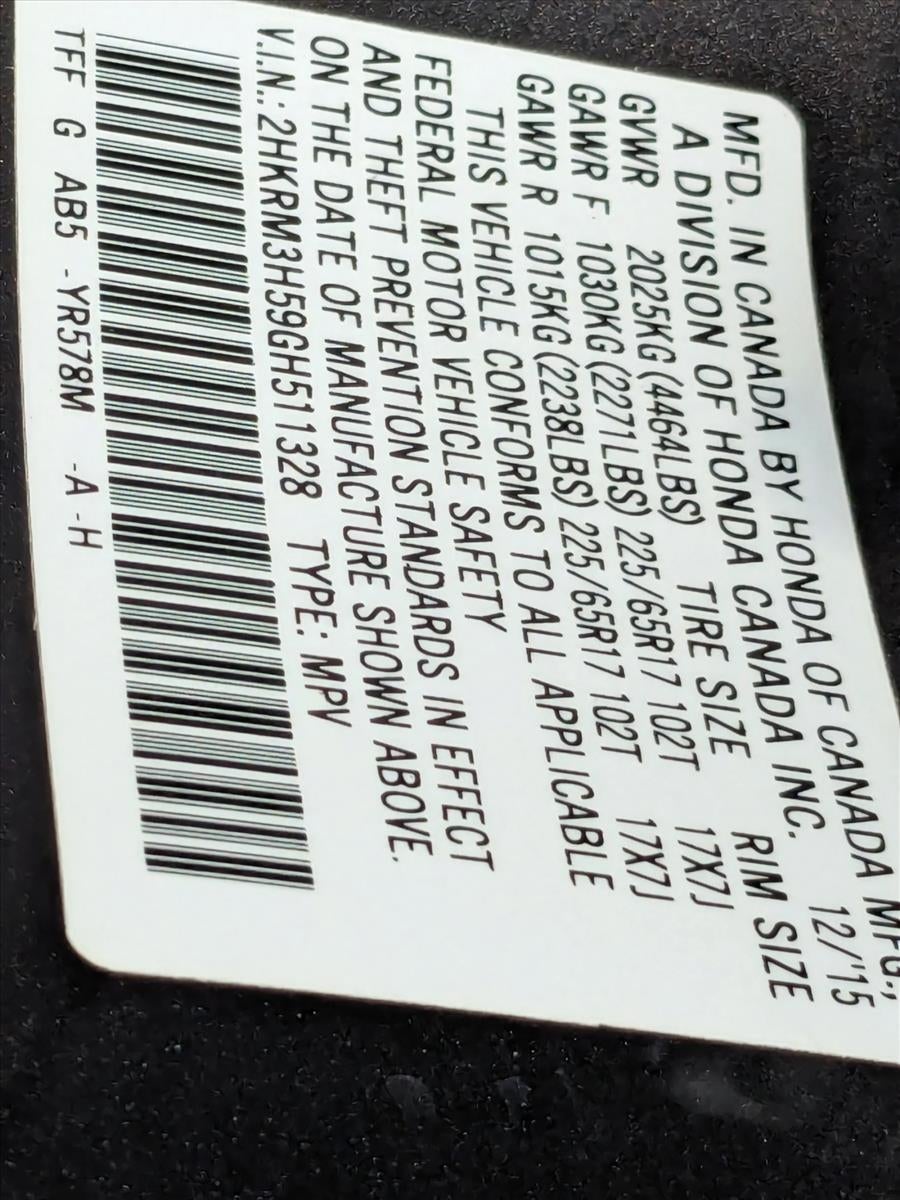 MFD. IN CANADA BY HONDA OF CANADA MFG.,
A DIVISION OF HONDA CANADA INC. 12/'15
GVWR 2025KG (4464LBS) TIRE SIZE RIM SIZE
GAWR F 1030KG (2271LBS) 225/65R17 102T 17X7J
GAWR R 1015KG (2238LBS) 225/65R17 102T 17X7J
THIS VEHICLE CONFORMS TO ALL APPLICABLE
FEDERAL MOTOR VEHICLE SAFETY
AND THEFT PREVENTION STANDARDS IN EFFECT
ON THE DATE OF MANUFACTURE SHOWN ABOVE.
V.I.N.: 2HKRM3H59GH511328 TYPE: MPV
TFF G AB5 -YR578M -A -H